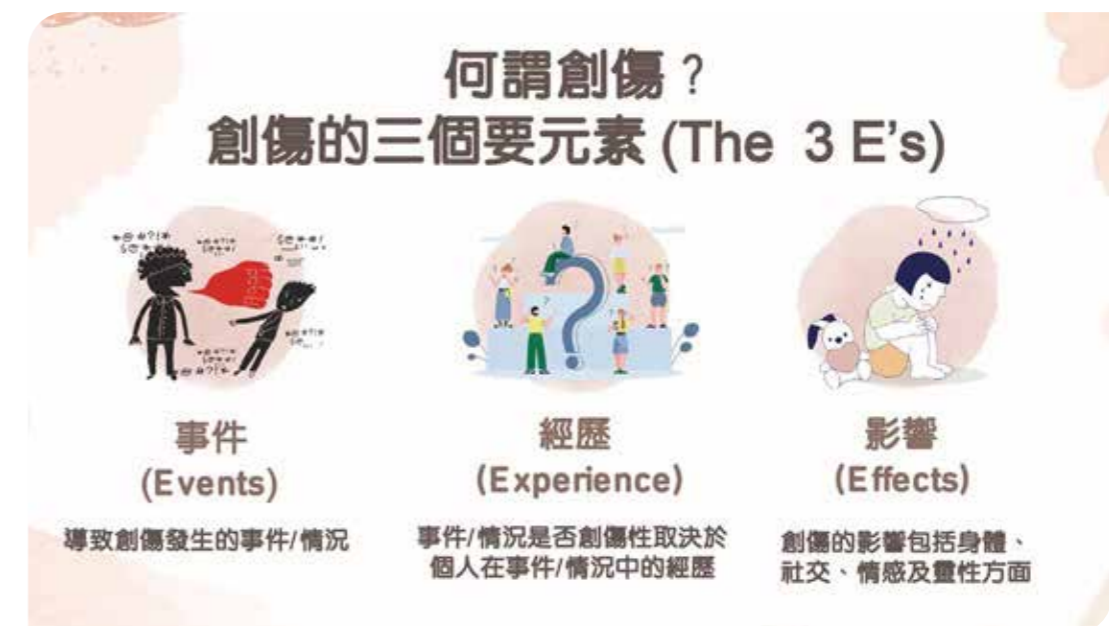 何謂創傷？
創傷的三個要元素 (The 3 E's)
事件
(Events)
導致創傷發生的事件/情況
經歷
(Experience)
事件/情況是否創傷性取決於
個人在事件/情況中的經歷
影響
(Effects)
創傷的影響包括身體、
社交、情感及靈性方面